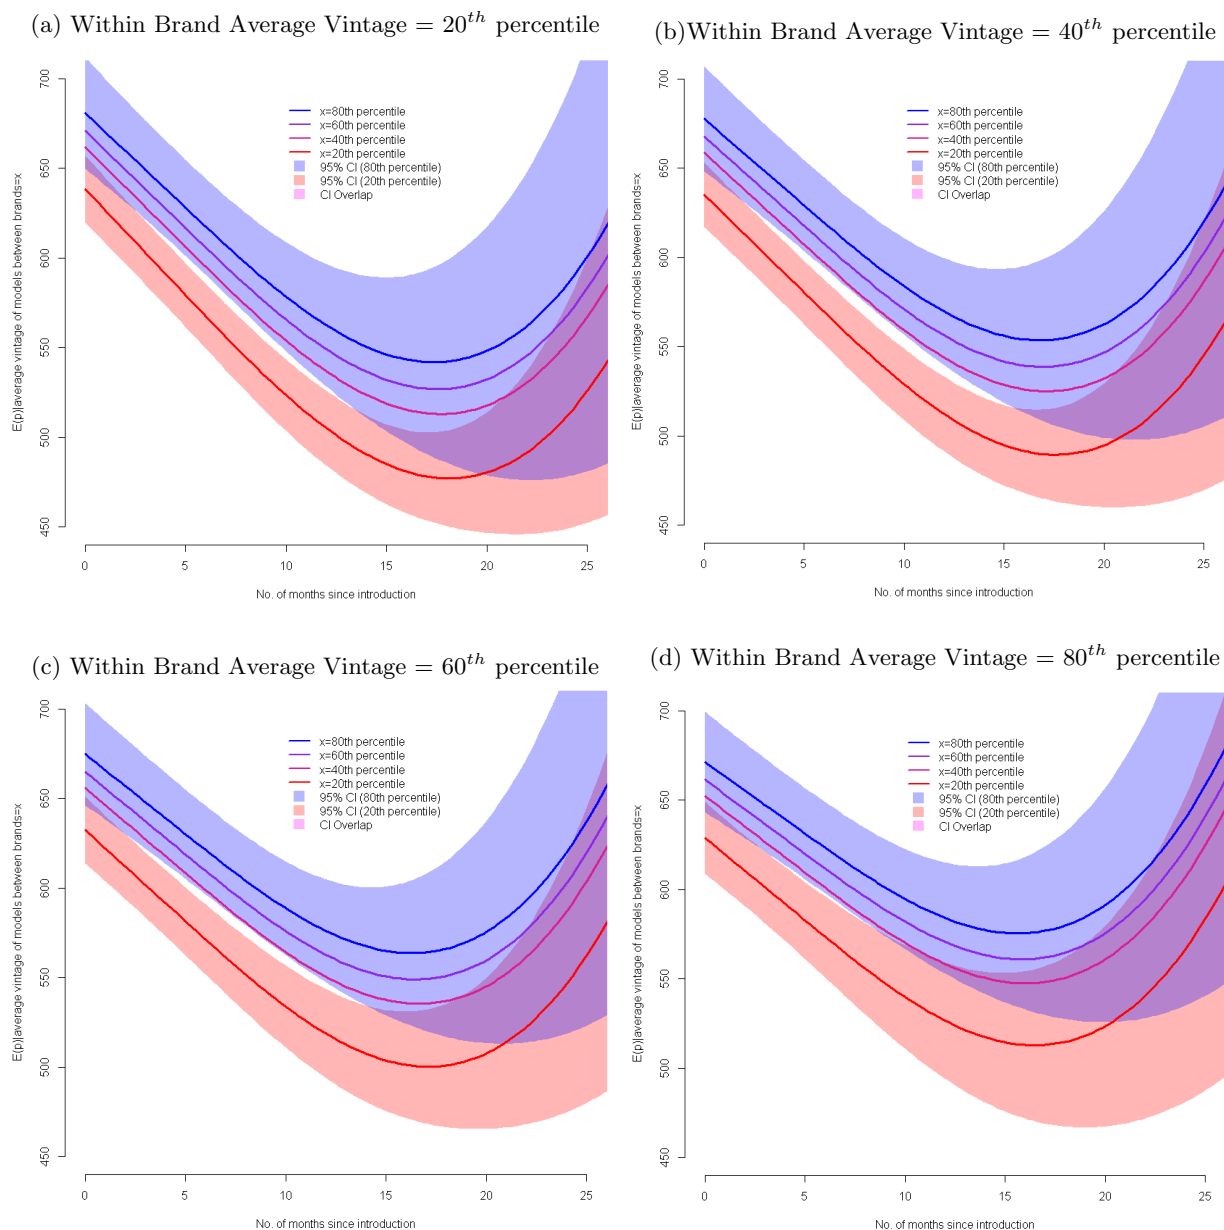 (a) Within Brand Average Vintage = 20th percentile
E(p)|average vintage of models between brands=x
700
650
600
550
500
450
x=80th percentile
x=60th percentile
x=40th percentile
x=20th percentile
95% CI (80th percentile)
95% CI (20th percentile)
CI Overlap
0 5 10 15 20 25
No. of months since introduction
(b)Within Brand Average Vintage = 40th percentile
E(p)|average vintage of models between brands=x
700
650
600
550
500
450
x=80th percentile
x=60th percentile
x=40th percentile
x=20th percentile
95% CI (80th percentile)
95% CI (20th percentile)
CI Overlap
0 5 10 15 20 25
No. of months since introduction
(c) Within Brand Average Vintage = 60th percentile
E(p)|average vintage of models between brands=x
700
650
600
550
500
450
x=80th percentile
x=60th percentile
x=40th percentile
x=20th percentile
95% CI (80th percentile)
95% CI (20th percentile)
CI Overlap
0 5 10 15 20 25
No. of months since introduction
(d) Within Brand Average Vintage = 80th percentile
E(p)|average vintage of models between brands=x
700
650
600
550
500
450
x=80th percentile
x=60th percentile
x=40th percentile
x=20th percentile
95% CI (80th percentile)
95% CI (20th percentile)
CI Overlap
0 5 10 15 20 25
No. of months since introduction